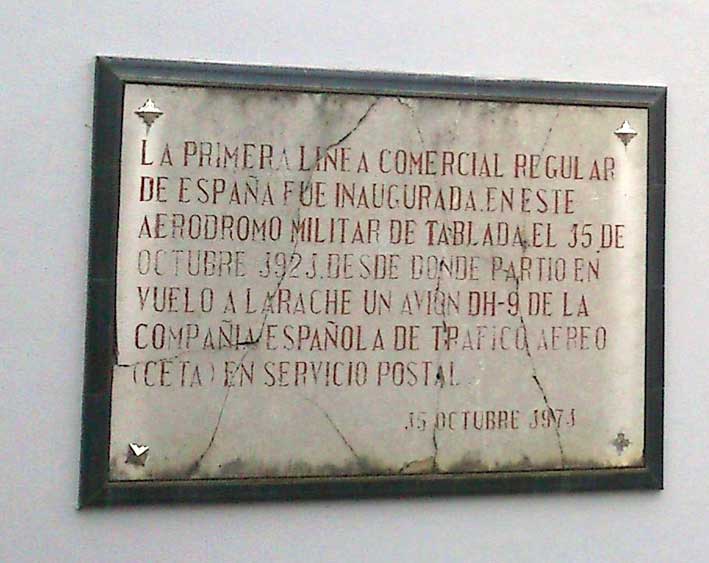 LA PRIMERA LINEA COMERCIAL REGULAR
DE ESPAÑA FUE INAUGURADA.EN ESTE
AERODROMO MILITAR DE TABLADA,EL 15 DE
OCTUBRE 1921.DESDE DONDE PARTIO EN
VUELO A LARACHE UN AVION DH-9 DE LA
COMPAÑIA ESPAÑOLA DE TRAFICO AEREO
(CETA) EN SERVICIO POSTAL
15 OCTUBRE 1971